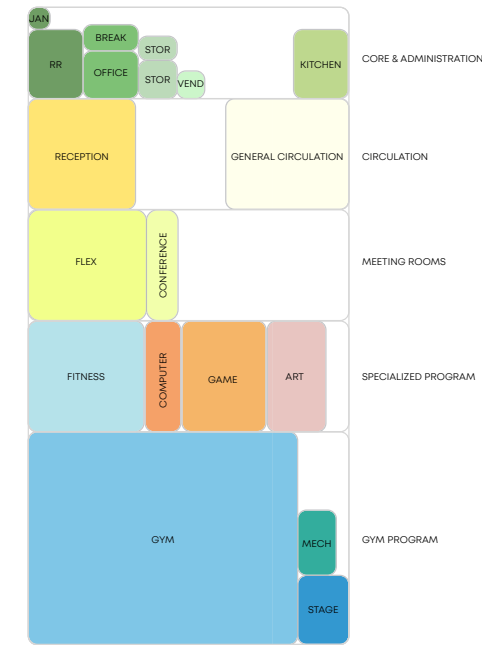 JAN
BREAK
STOR
RR
OFFICE
STOR
VEND
KITCHEN
CORE & ADMINISTRATION
RECEPTION
GENERAL CIRCULATION
CIRCULATION
FLEX
CONFERENCE
MEETING ROOMS
FITNESS
COMPUTER
GAME
ART
SPECIALIZED PROGRAM
GYM
MECH
STAGE
GYM PROGRAM